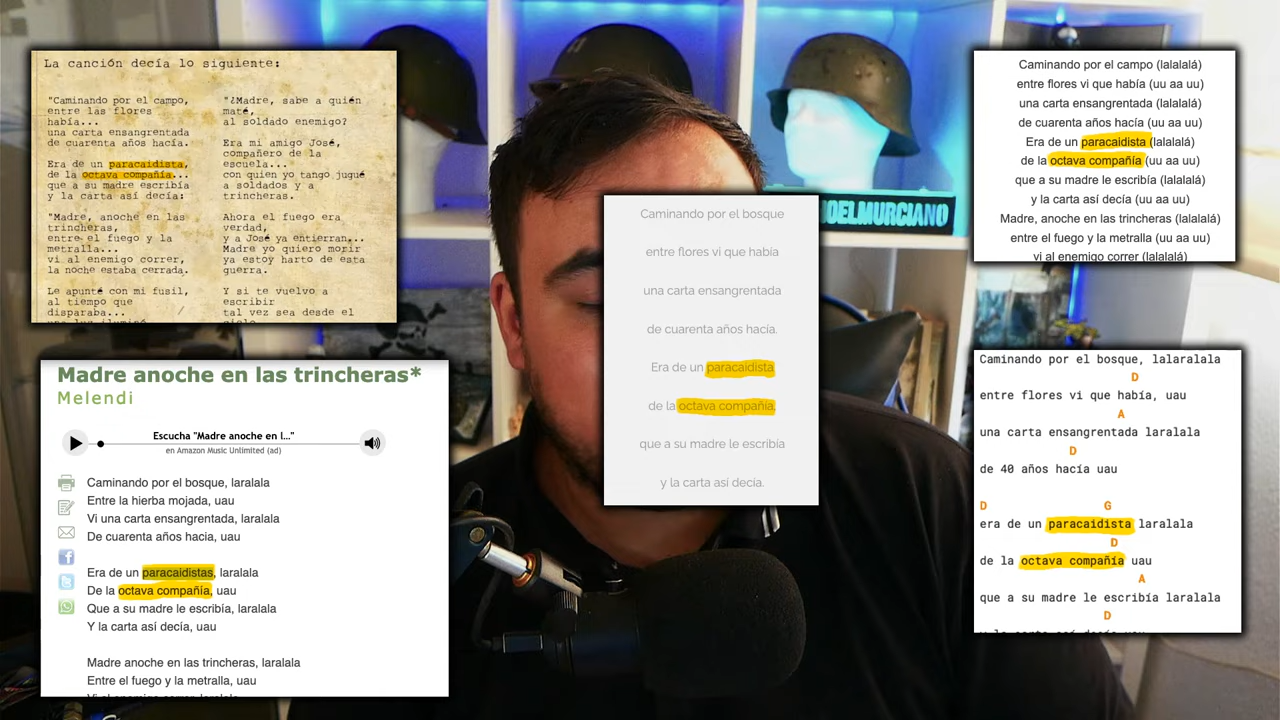 La canción decía lo siguiente:
"Caminando por el campo,
entre las flores
había...
una carta ensangrentada
de cuarenta años hacía.
Era de un paracaidista,
de la octava compañía...
que a su madre escribía
y la carta así decía:
"Madre, anoche en las
trincheras,
entre el fuego y la
metralla...
vi al enemigo correr,
la noche estaba cerrada.
Le apunté con mi fusil,
al tiempo que
disparaba...
"¿Madre, sabe a quién
maté,
al soldado enemigo?
Era mi amigo José,
compañero de la
escuela...
con quien yo tango jugué
a soldados y a
trincheras.
Ahora el fuego era
verdad,
y a José ya entierran...
Madre yo quiero morir
ya estoy harto de esta
guerra.
Y si te vuelvo a
escribir
tal vez sea desde el
cielo
Madre anoche en las trincheras*
Melendi
Escucha "Madre anoche en l..."
en Amazon Music Unlimited (ad)
Caminando por el bosque, laralala
Entre la hierba mojada, uau
Vi una carta ensangrentada, laralala
De cuarenta años hacia, uau
Era de un paracaidistas, laralala
De la octava compañía, uau
Que a su madre le escribía, laralala
Y la carta así decía, uau
Madre anoche en las trincheras, laralala
Entre el fuego y la metralla, uau
Caminando por el bosque
entre flores vi que había
una carta ensangrentada
de cuarenta años hacía.
Era de un paracaidista
de la octava compañía,
que a su madre le escribía
y la carta así decía.
NOELMURCIANO
Caminando por el campo (lalalalá)
entre flores vi que había (uu aa uu)
una carta ensangrentada (lalalalá)
de cuarenta años hacía (uu aa uu)
Era de un paracaidista (lalalalá)
de la octava compañía (uu aa uu)
que a su madre le escribía (lalalalá)
y la carta así decía (uu aa uu)
Madre, anoche en las trincheras (lalalalá)
entre el fuego y la metralla (uu aa uu)
vi al enemigo correr (lalalalá)
Caminando por el bosque, lalaralala
D
entre flores vi que había, uau
A
una carta ensangrentada laralala
D
de 40 años hacía uau
D G
era de un paracaidista laralala
D
de la octava compañía uau
A
que a su madre le escribía laralala
D